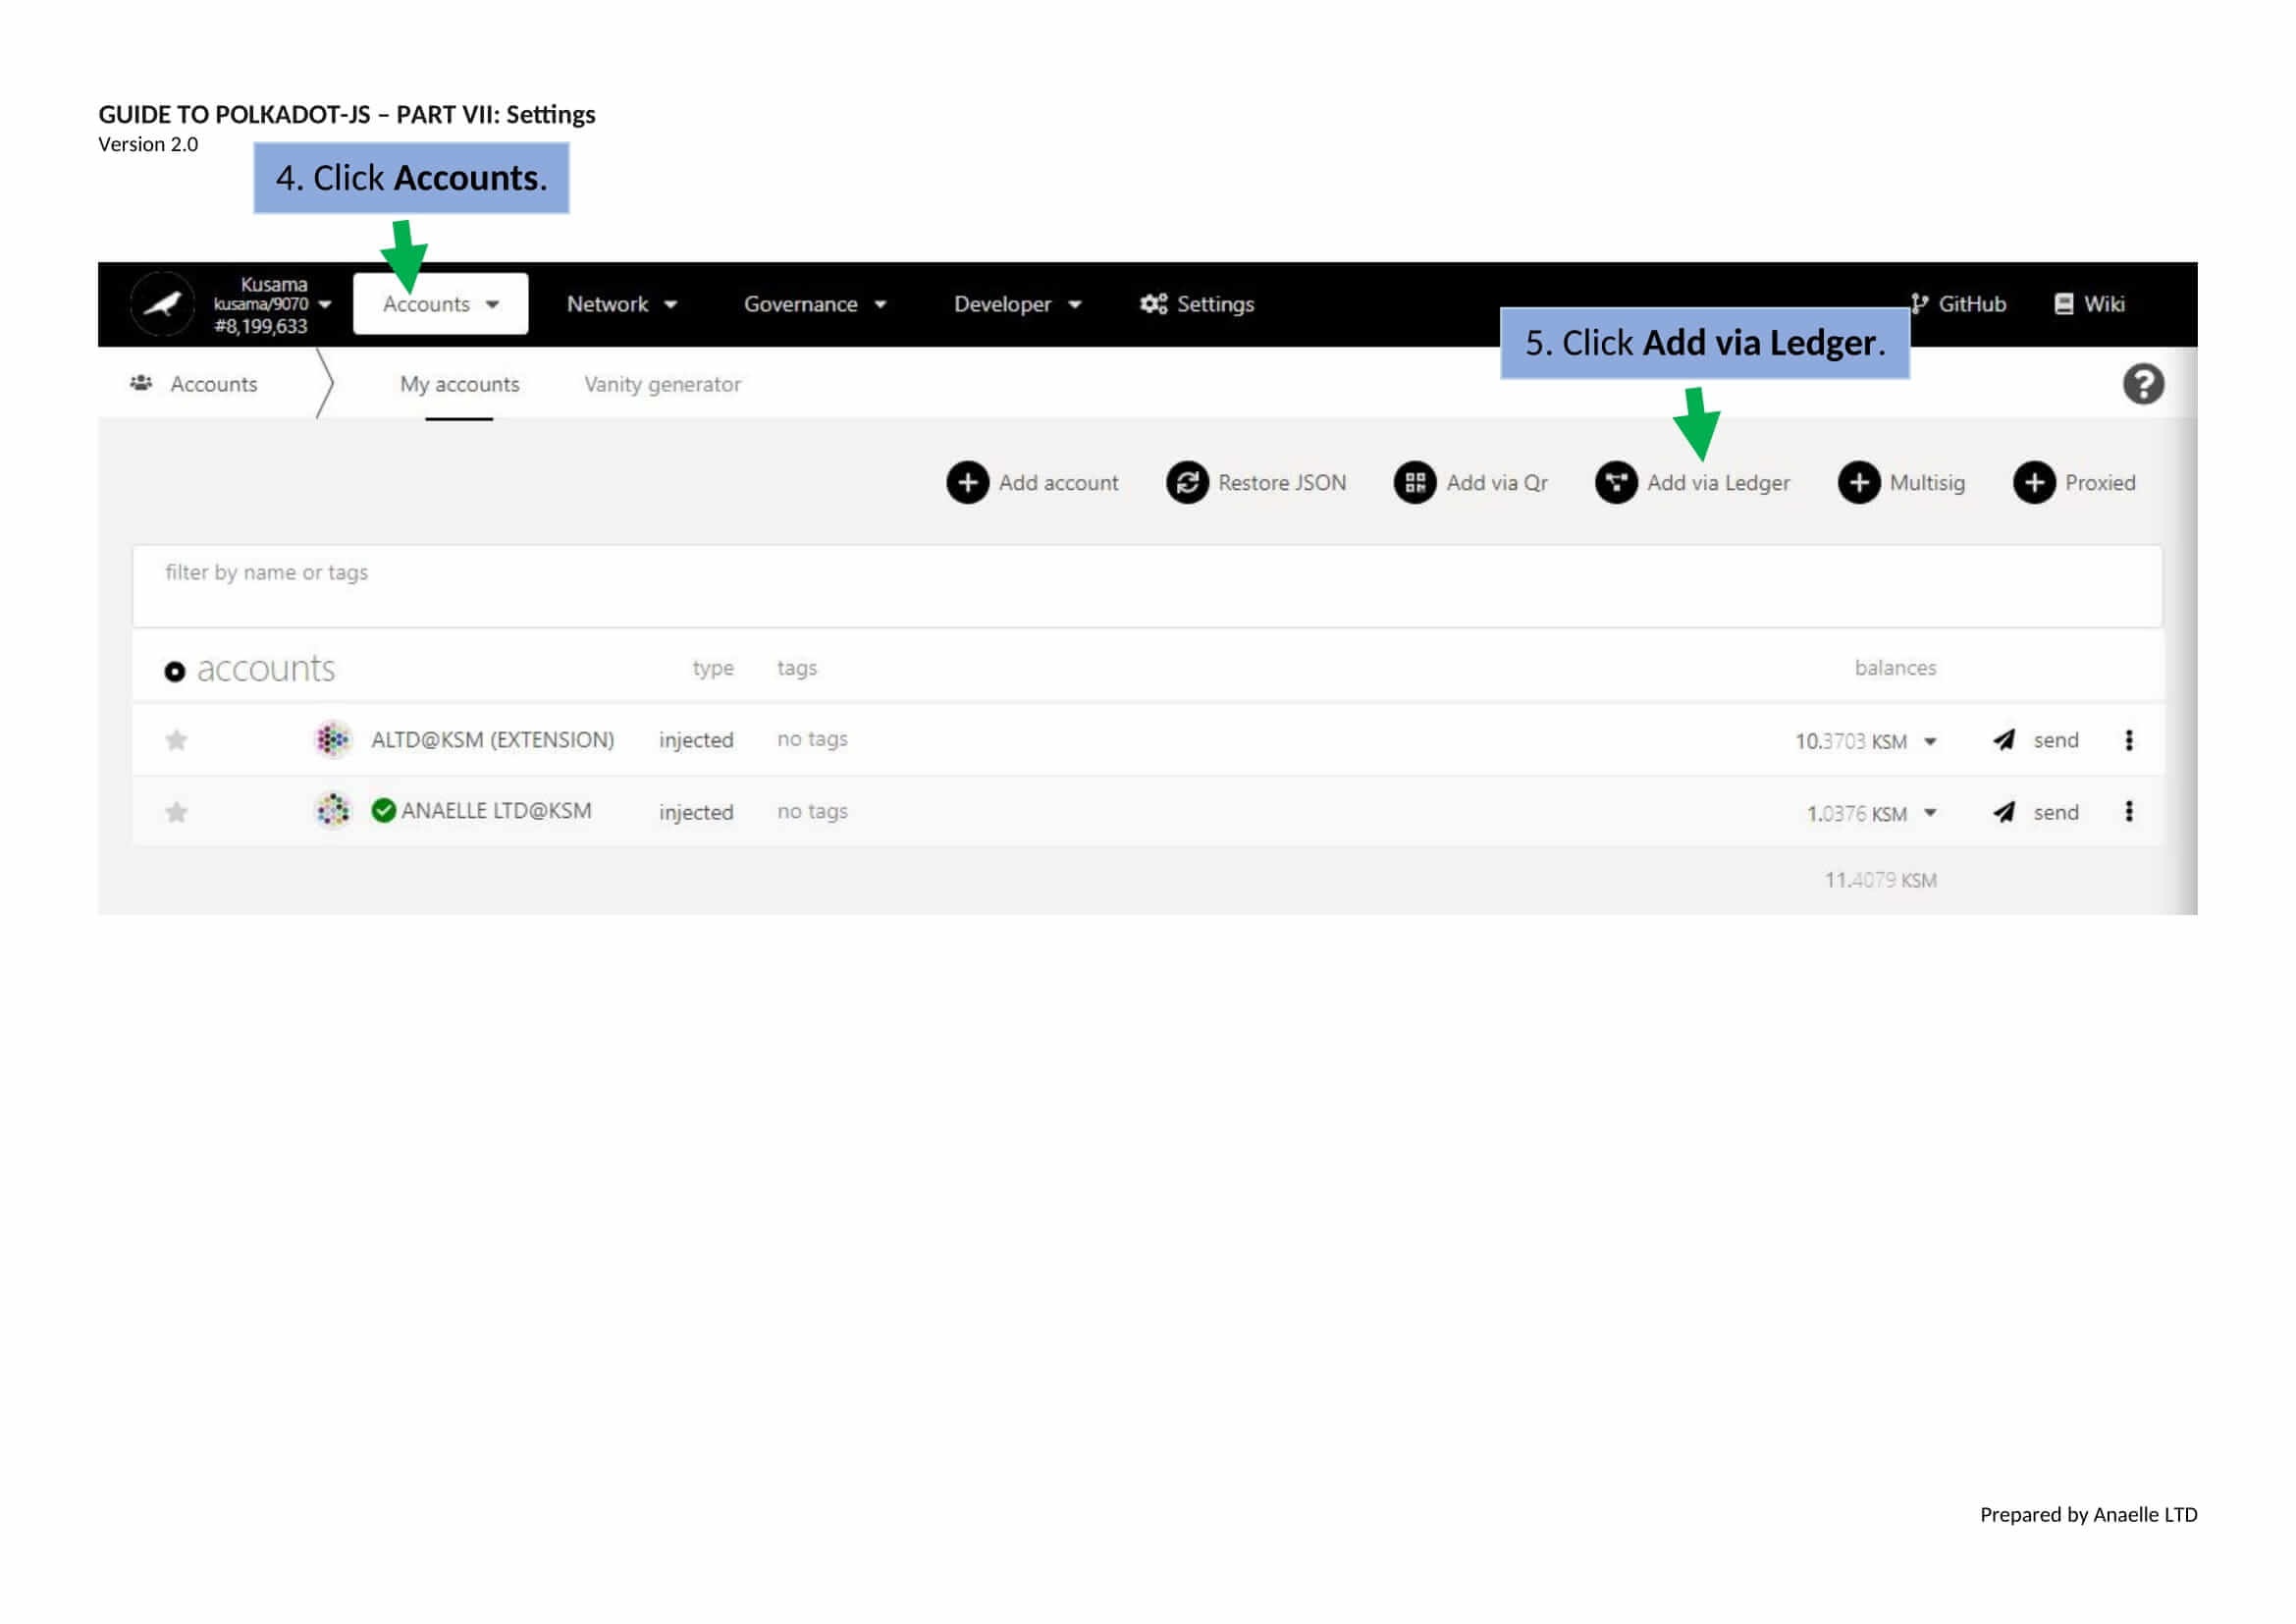 GUIDE TO POLKADOT-JS – PART VII: Settings
Version 2.0
4. Click Accounts.
Kusama
kusama/9070
#8,199,633
Accounts
Network
Governance
Developer
Settings
GitHub
Wiki
5. Click Add via Ledger.
Accounts
My accounts
Vanity generator
Add account
Restore JSON
Add via Qr
Add via Ledger
Multisig
Proxied
filter by name or tags
accounts type tags balances
ALTD@KSM (EXTENSION) injected no tags 10.3703 KSM send
ANAELLE LTD@KSM injected no tags 1.0376 KSM send
11.4079 KSM
Prepared by Anaelle LTD